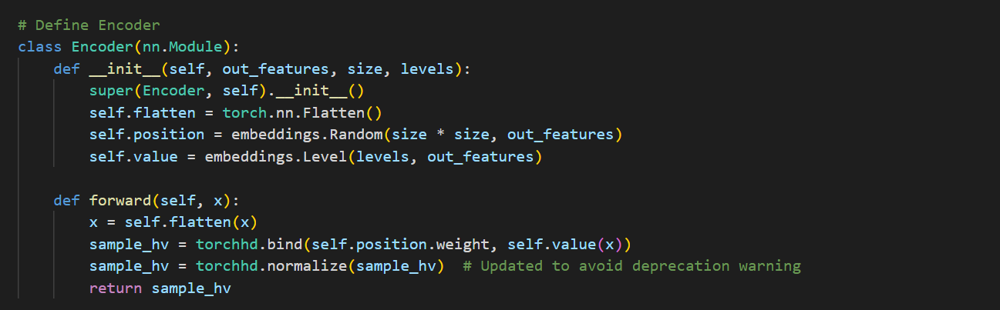 # Define Encoder
class Encoder(nn.Module):
    def __init__(self, out_features, size, levels):
        super(Encoder, self).__init__()
        self.flatten = torch.nn.Flatten()
        self.position = embeddings.Random(size * size, out_features)
        self.value = embeddings.Level(levels, out_features)

    def forward(self, x):
        x = self.flatten(x)
        sample_hv = torchhd.bind(self.position.weight, self.value(x))
        sample_hv = torchhd.normalize(sample_hv)  # Updated to avoid deprecation warning
        return sample_hv